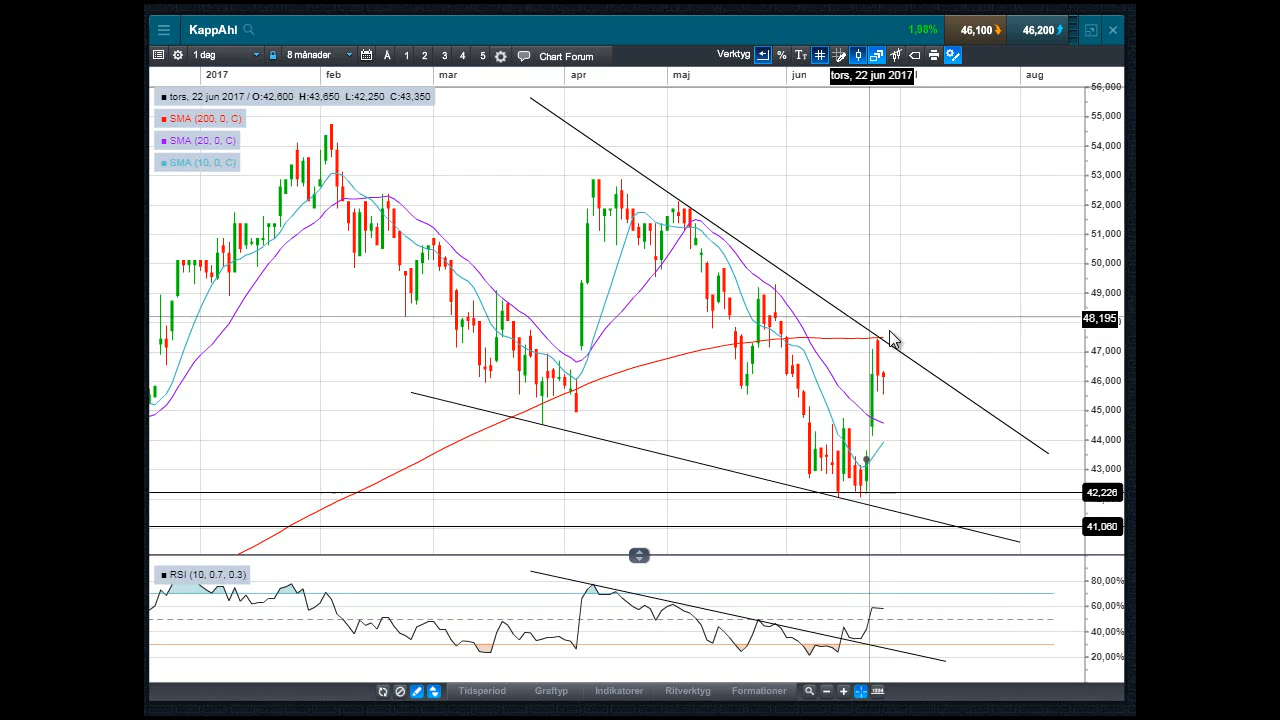 KappAhl
1,98%
46,100
46,200
1 dag
8 månader
A
1
2
3
4
5
Chart Forum
Verktyg
%
TT
2017
feb
mar
apr
maj
jun
tors, 22 jun 2017
aug
tors, 22 jun 2017 / O:42,600 H:43,650 L:42,250 C:43,350
SMA (200, 0, C)
SMA (20, 0, C)
SMA (10, 0, C)
56,000
55,000
54,000
53,000
52,000
51,000
50,000
49,000
48,195
47,000
46,000
45,000
44,000
43,000
42,226
41,060
RSI (10, 0.7, 0.3)
80,00%
60,00%
40,00%
20,00%
Tidsperiod
Graftyp
Indikatorer
Ritverktyg
Formationer